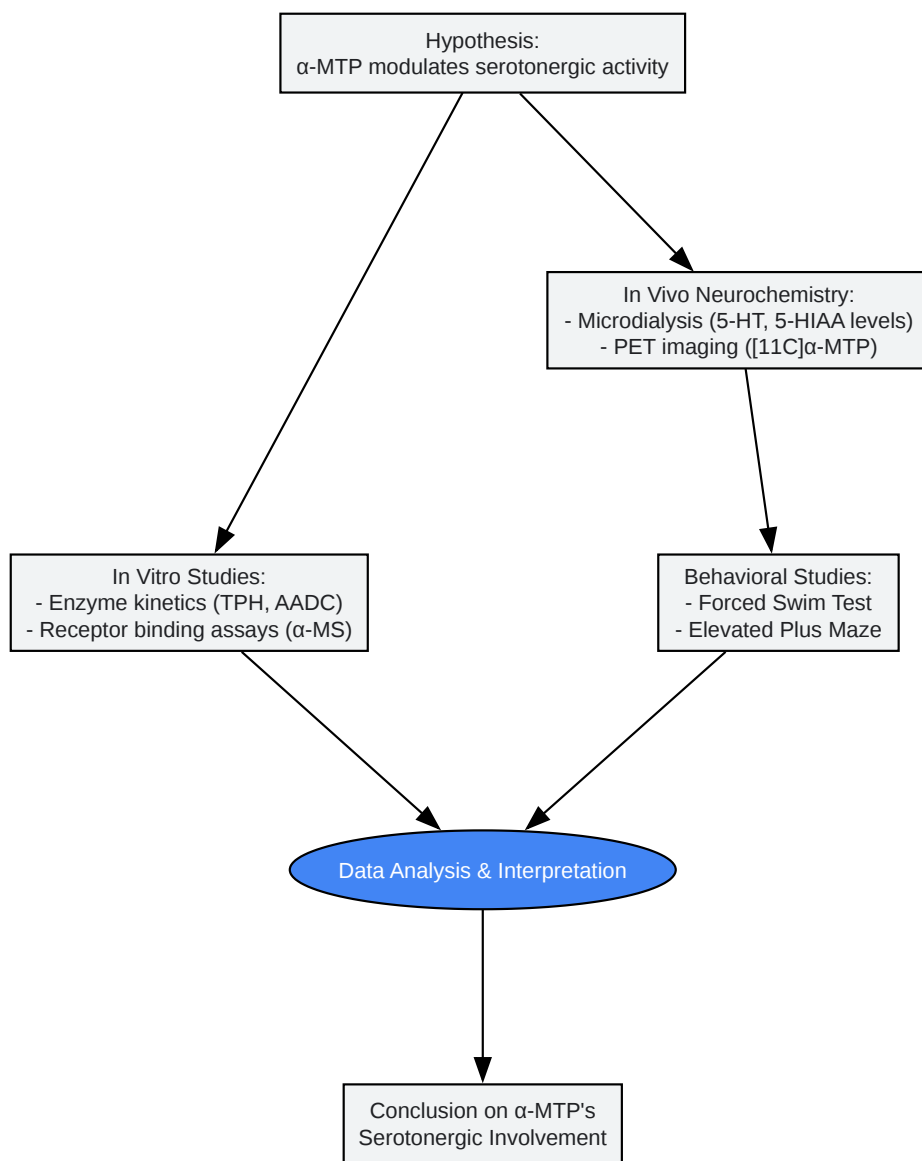 Hypothesis:
α-MTP modulates serotonergic activity
In Vivo Neurochemistry:
- Microdialysis (5-HT, 5-HIAA levels)
- PET imaging ([11C]α-MTP)
In Vitro Studies:
- Enzyme kinetics (TPH, AADC)
- Receptor binding assays (α-MS)
Behavioral Studies:
- Forced Swim Test
- Elevated Plus Maze
Data Analysis & Interpretation
Conclusion on α-MTP's
Serotonergic Involvement